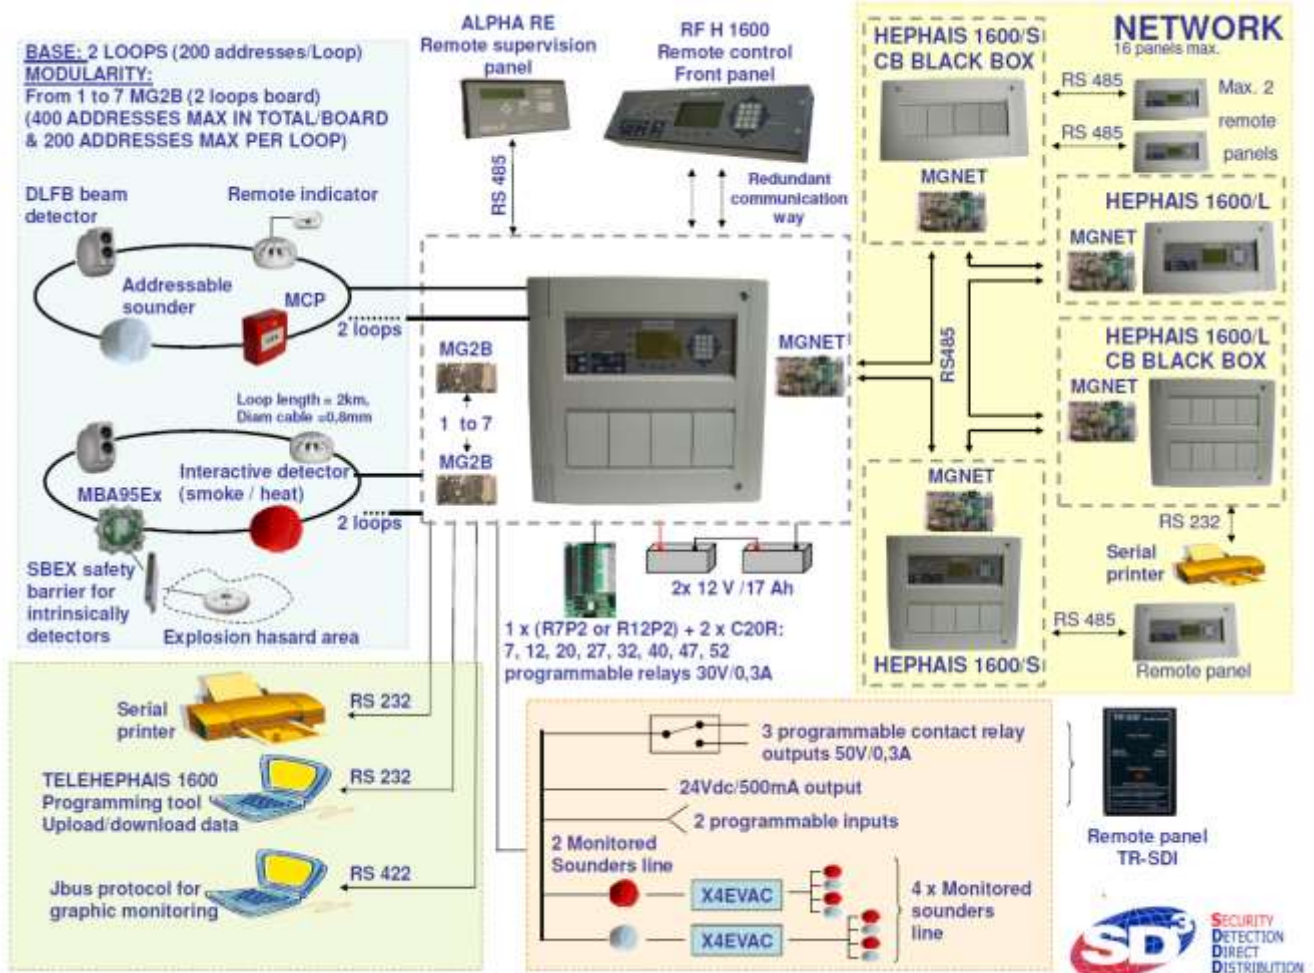 BASE: 2 LOOPS (200 addresses/Loop)
MODULARITY:
From 1 to 7 MG2B (2 loops board)
(400 ADDRESSES MAX IN TOTAL/BOARD
& 200 ADDRESSES MAX PER LOOP)
DLFB beam
detector
Remote indicator
Addressable
sounder
MCP
2 loops
Loop length = 2km,
Diam cable =0,8mm
Interactive detector
(smoke / heat)
MBA95Ex
2 loops
SBEX safety
barrier for
intrinsically
detectors
Explosion hasard area
ALPHA RE
Remote supervision
panel
RS 485
RF H 1600
Remote control
Front panel
Redundant
communication
way
MG2B
1 to 7
MG2B
MGNET
2x 12 V /17 Ah
1 x (R7P2 or R12P2) + 2 x C20R:
7, 12, 20, 27, 32, 40, 47, 52
programmable relays 30V/0,3A
NETWORK
16 panels max.
HEPHAIS 1600/S
CB BLACK BOX
RS 485
RS 485
Max. 2
remote
panels
MGNET
HEPHAIS 1600/L
MGNET
RS485
HEPHAIS 1600/L
CB BLACK BOX
MGNET
MGNET
HEPHAIS 1600/S
RS 232
Serial
printer
RS 485
Remote panel
Serial
printer
RS 232
TELEHEPHAIS 1600
Programming tool
Upload/download data
RS 232
Jbus protocol for
graphic monitoring
RS 422
3 programmable contact relay
outputs 50V/0,3A
24Vdc/500mA output
2 programmable inputs
2 Monitored
Sounders line
X4EVAC
X4EVAC
4 x Monitored
sounders
line
TR-SDI
Remote panel
TR-SDI
SD3
SECURITY
DETECTION
DIRECT
DISTRIBUTION